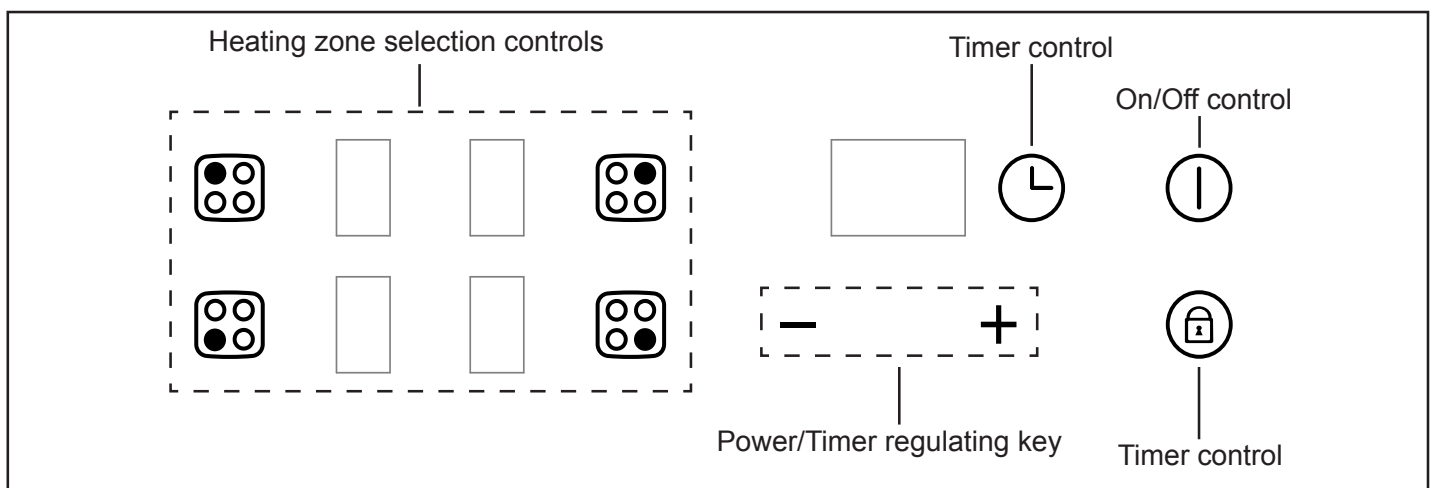 Heating zone selection controls
Timer control
On/Off control
Power/Timer regulating key
Timer control